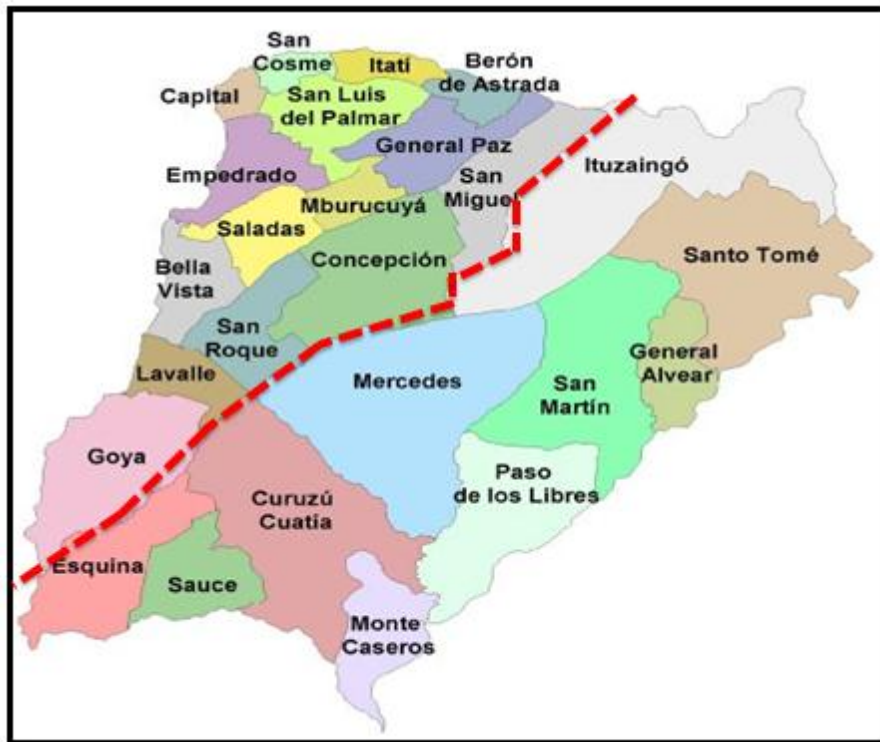 San
Cosme
Itatí
Berón
de Astrada
Capital
San Luis
del Palmar
General Paz
Ituzaingó
Empedrado
San
Miguel
Mburucuyá
Saladas
Santo Tomé
Bella
Vista
Concepción
San
Roque
General
Alvear
Lavalle
Mercedes
San
Martín
Goya
Paso
de los Libres
Curuzú
Cuatia
Esquina
Sauce
Monte
Caseros